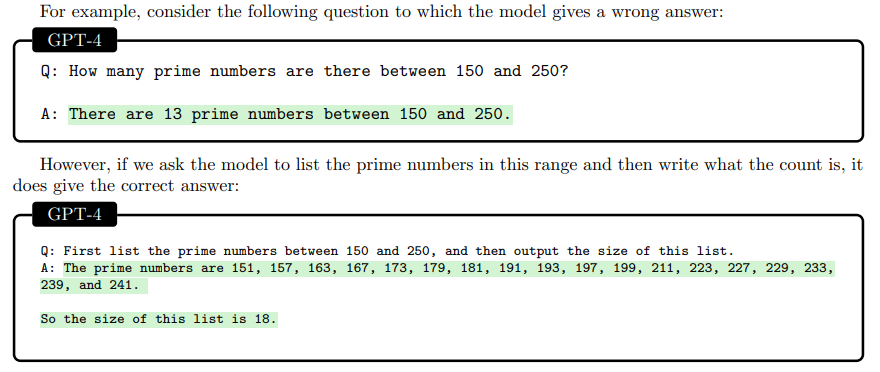 For example, consider the following question to which the model gives a wrong answer:
GPT-4
Q: How many prime numbers are there between 150 and 250?
A: There are 13 prime numbers between 150 and 250.
However, if we ask the model to list the prime numbers in this range and then write what the count is, it
does give the correct answer:
GPT-4
Q: First list the prime numbers between 150 and 250, and then output the size of this list.
A: The prime numbers are 151, 157, 163, 167, 173, 179, 181, 191, 193, 197, 199, 211, 223, 227, 229, 233,
239, and 241.
So the size of this list is 18.